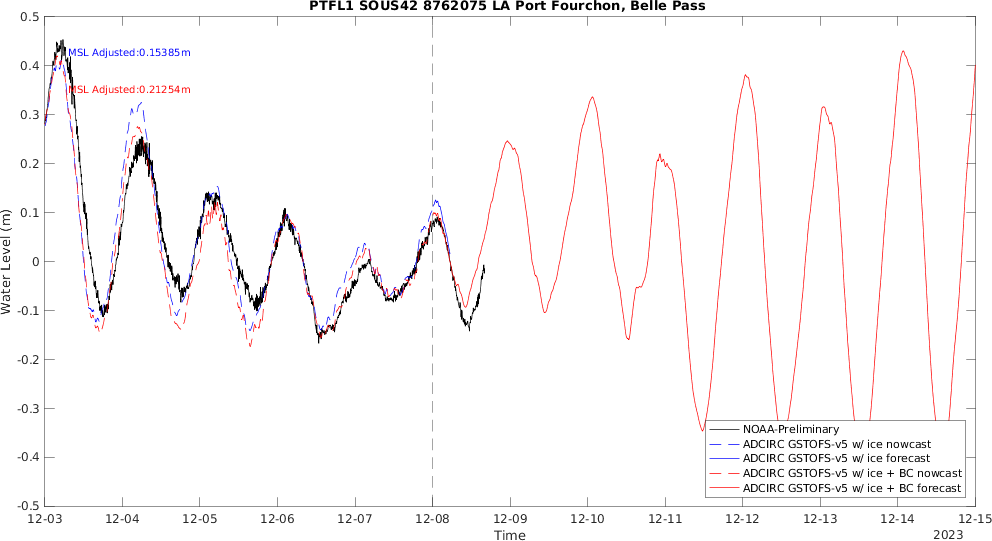 PTFL1 SOUS42 8762075 LA Port Fourchon, Belle Pass
0.5
MSL Adjusted:0.15385m
0.4
MSL Adjusted:0.21254m
0.3
0.2
0.1
Water Level (m)
0
-0.1
-0.2
-0.3
-0.4
-0.5
NOAA-Preliminary
ADCIRC GSTOFS-v5 w/ ice nowcast
ADCIRC GSTOFS-v5 w/ ice forecast
ADCIRC GSTOFS-v5 w/ ice + BC nowcast
ADCIRC GSTOFS-v5 w/ ice + BC forecast
12-03 12-04 12-05 12-06 12-07 12-08 12-09 12-10 12-11 12-12 12-13 12-14 12-15
Time
2023